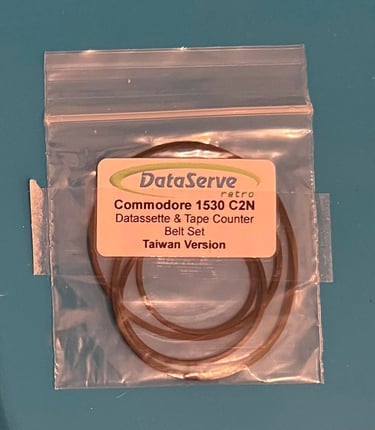 DataServe
retro
Commodore 1530 C2N
Datassette & Tape Counter
Belt Set
Taiwan Version